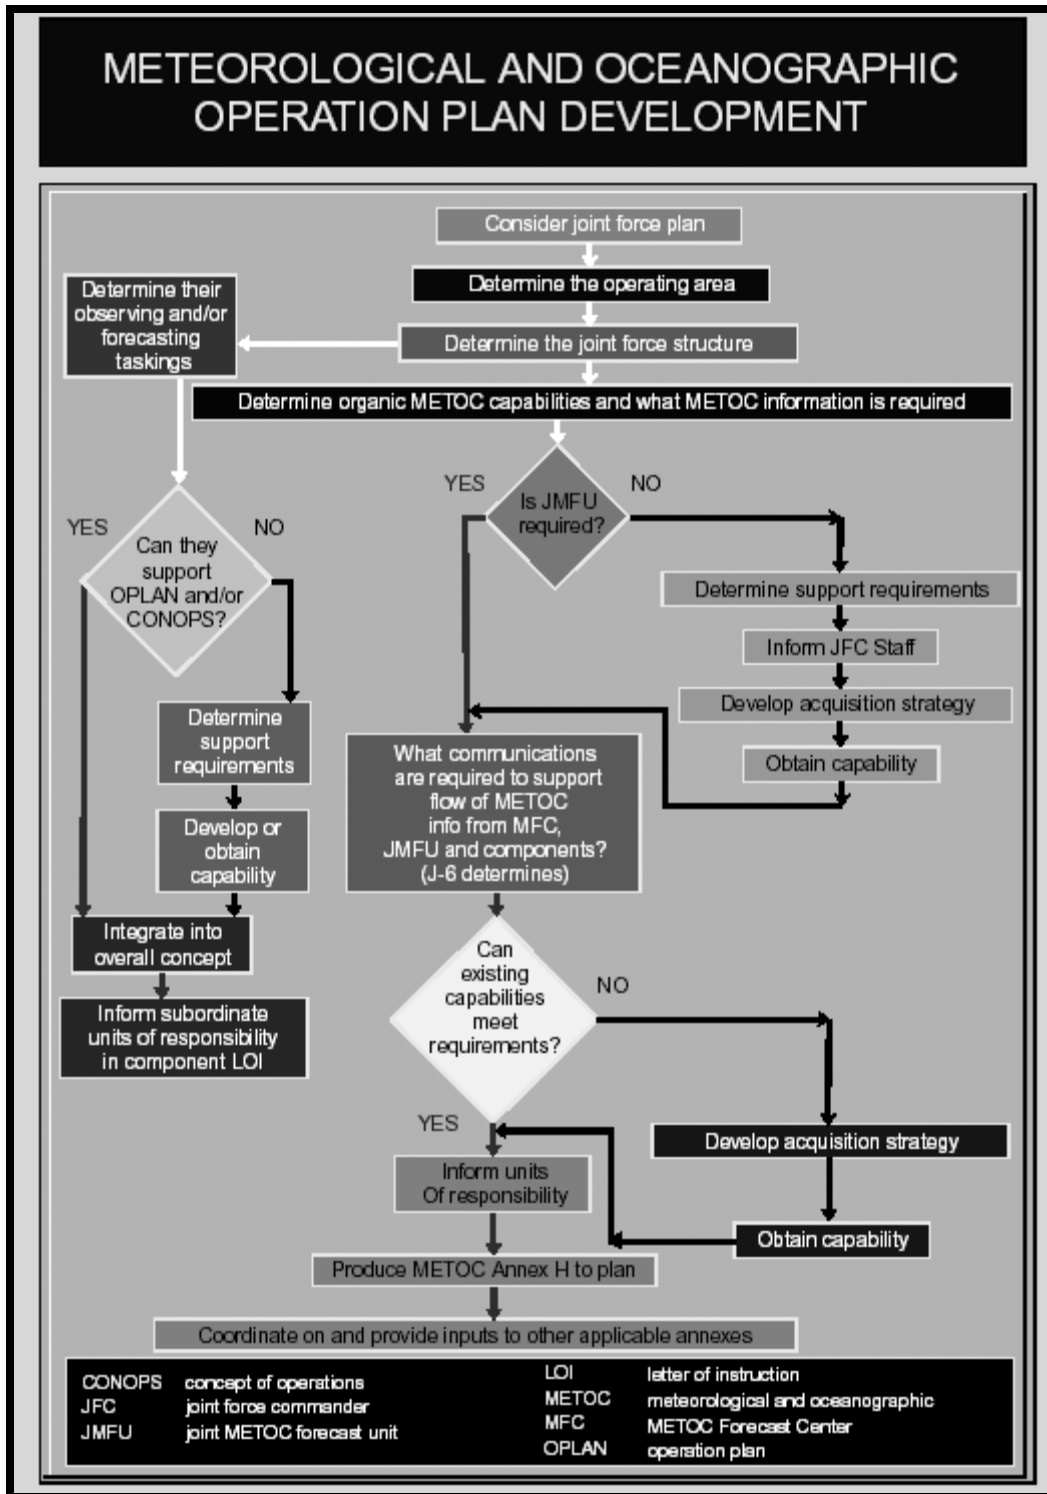 METEOROLOGICAL AND OCEANOGRAPHIC
OPERATION PLAN DEVELOPMENT
Consider joint force plan
Determine the operating area
Determine the joint force structure
Determine their
observing and/or
forecasting
taskings
Determine organic METOC capabilities and what METOC information is required
YES
Is JMFU
required?
NO
YES
Can they
support
OPLAN and/or
CONOPS?
NO
Determine support requirements
Inform JFC Staff
Develop acquisition strategy
Obtain capability
Determine
support
requirements
Develop or
obtain
capability
Integrate into
overall concept
Inform subordinate
units of responsibility
in component LOI
What communications
are required to support
flow of METOC
info from MFC,
JMFU and components?
(J-6 determines)
Can
existing
capabilities
meet
requirements?
NO
YES
Develop acquisition strategy
Obtain capability
Inform units
Of responsibility
Produce METOC Annex H to plan
Coordinate on and provide inputs to other applicable annexes
CONOPS concept of operations
JFC joint force commander
JMFU joint METOC forecast unit
LOI letter of instruction
METOC meteorological and oceanographic
MFC METOC Forecast Center
OPLAN operation plan